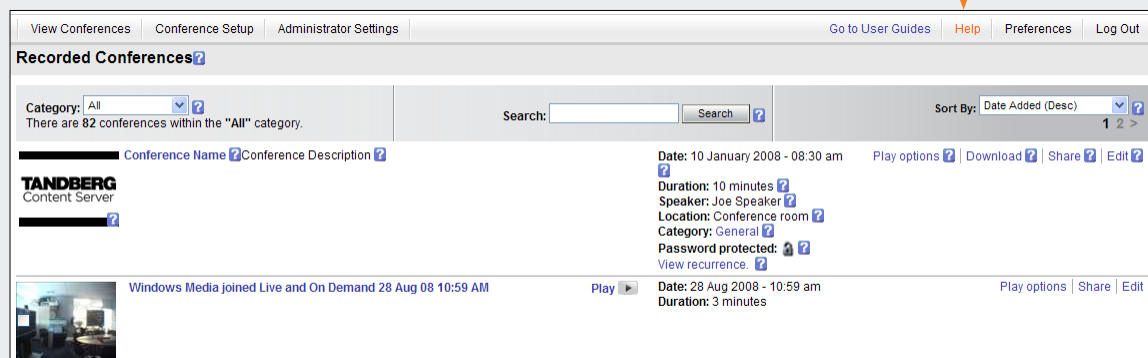 View Conferences Conference Setup Administrator Settings Go to User Guides Help Preferences Log Out
Recorded Conferences?
Category: All ?
There are 82 conferences within the "All" category.
Search: Search ?
Sort By: Date Added (Desc) ?
1 2 >
Conference Name ? Conference Description ?
TANDBERG
Content Server
?
Date: 10 January 2008 - 08:30 am
?
Duration: 10 minutes ?
Speaker: Joe Speaker ?
Location: Conference room ?
Category: General ?
Password protected: ?
View recurrence. ?
Play options ? | Download ? | Share ? | Edit ?
Windows Media joined Live and On Demand 28 Aug 08 10:59 AM
Play
Date: 28 Aug 2008 - 10:59 am
Duration: 3 minutes
Play options | Share | Edit